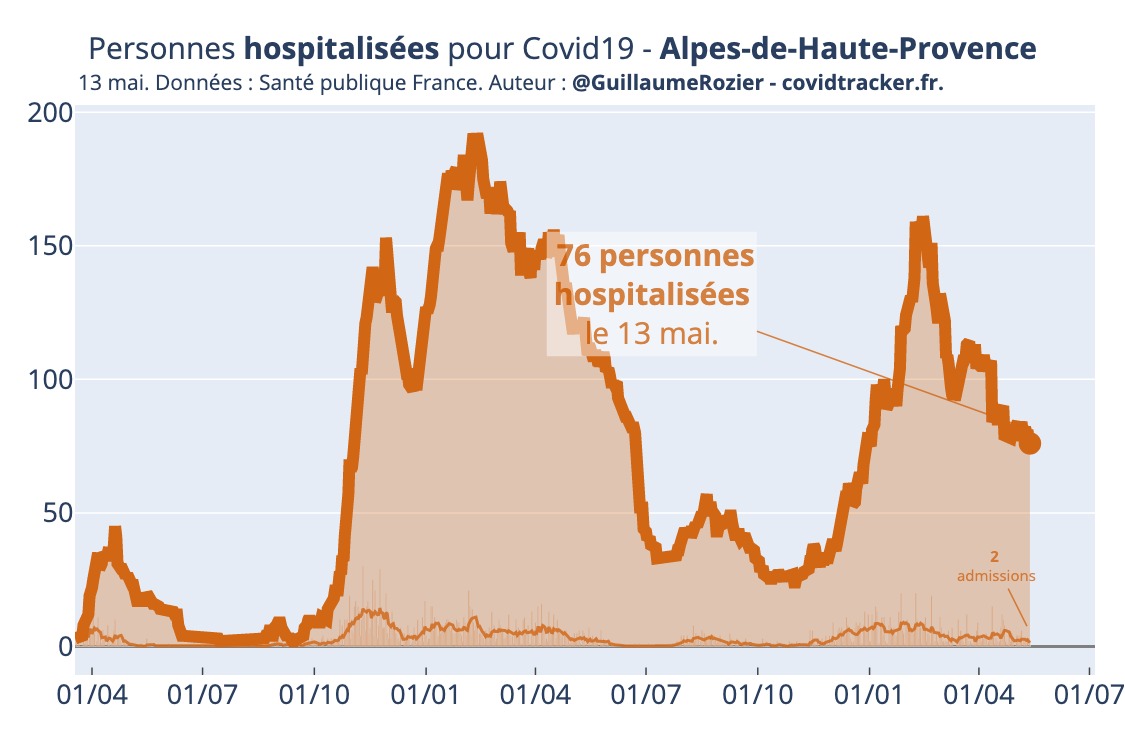 Personnes hospitalisées pour Covid19 - Alpes-de-Haute-Provence
13 mai. Données : Santé publique France. Auteur : @GuillaumeRozier - covidtracker.fr.
200
150
100
50
0
76 personnes
hospitalisées
le 13 mai.
2
admissions
01/04 01/07 01/10 01/01 01/04 01/07 01/10 01/01 01/04 01/07